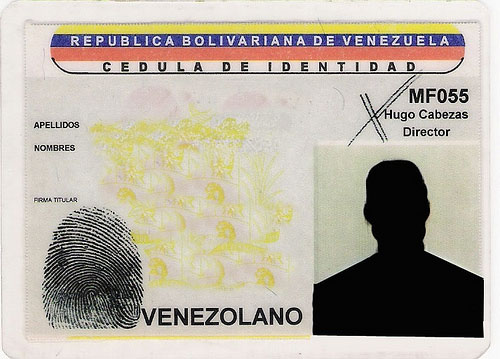 REPUBLICA BOLIVARIANA DE VENEZUELA
CEDULA DE IDENTIDAD
MF055
Hugo Cabezas
Director
APELLIDOS
NOMBRES
FIRMA TITULAR
VENEZOLANO